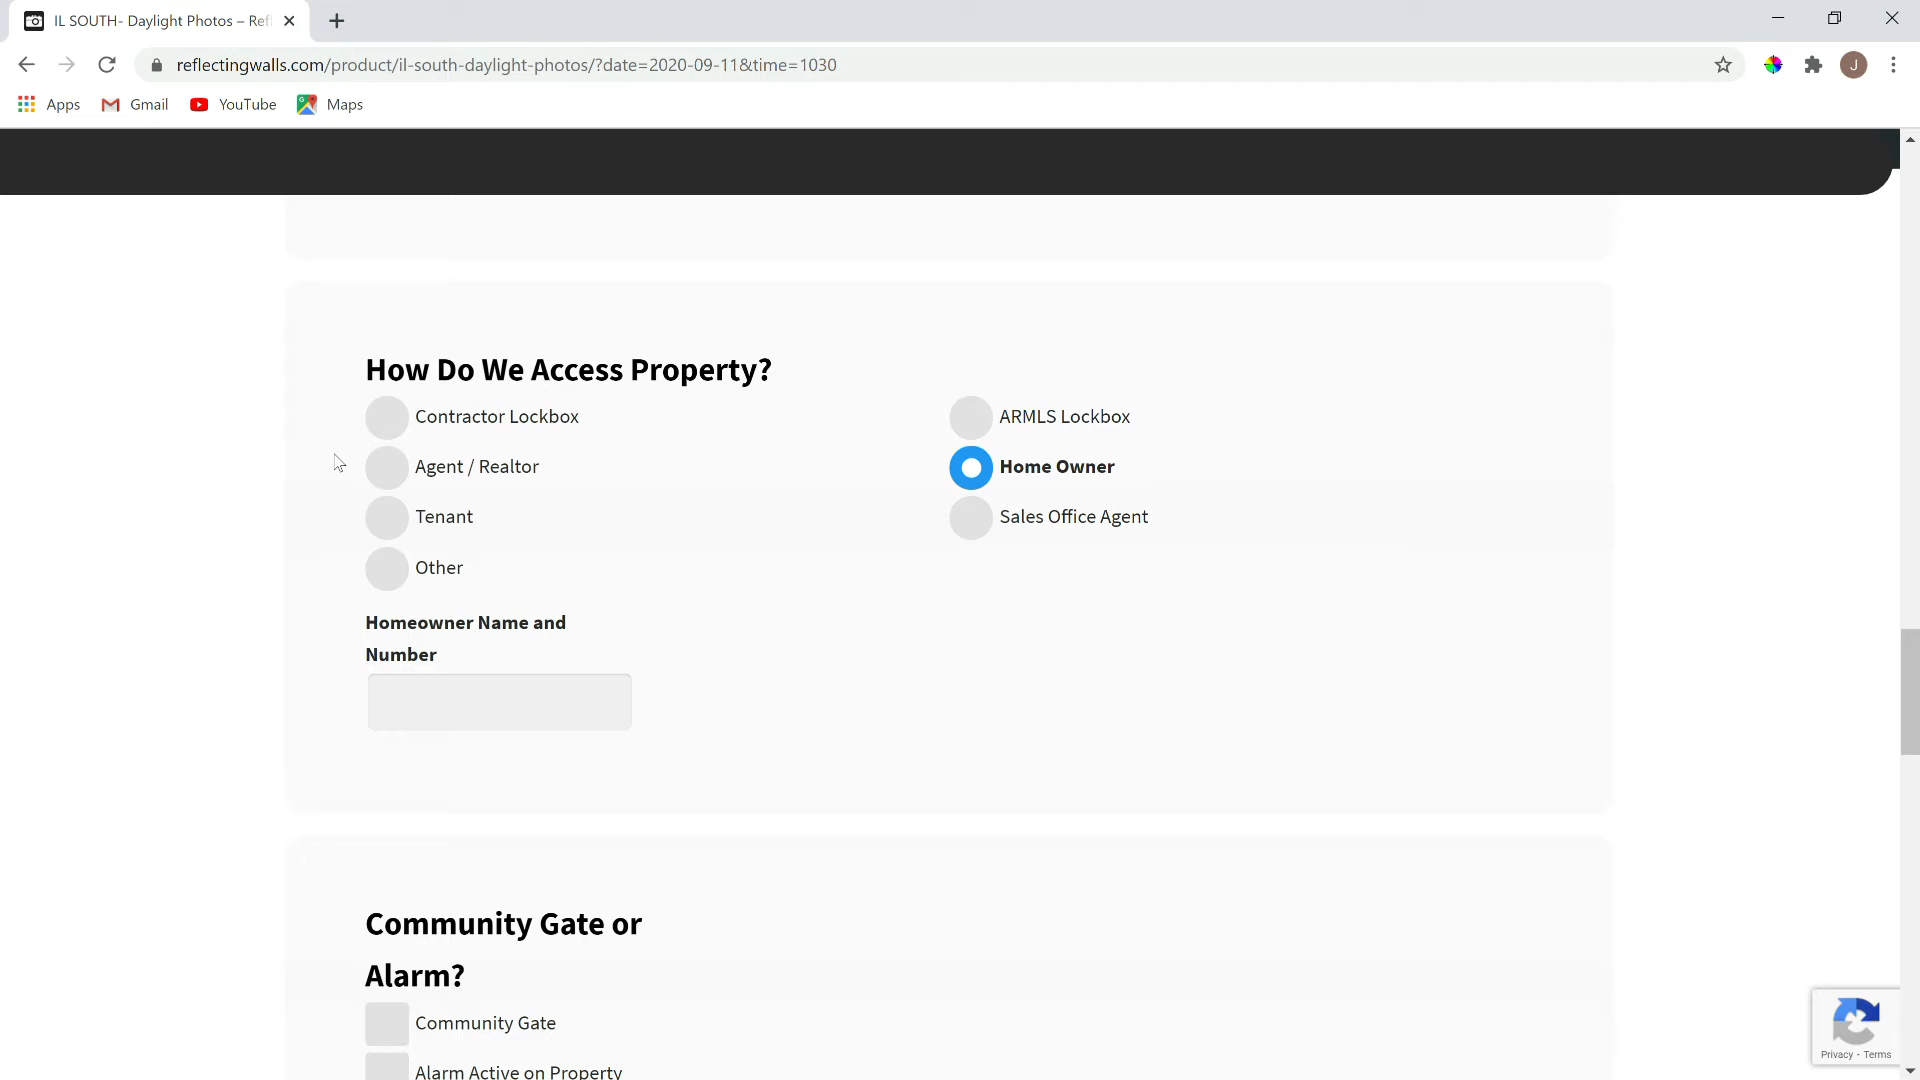 IL SOUTH- Daylight Photos – Ref
reflectingwalls.com/product/il-south-daylight-photos/?date=2020-09-11&time=1030
J
Apps
Gmail
YouTube
Maps
How Do We Access Property?
Contractor Lockbox
ARMLS Lockbox
Agent / Realtor
Home Owner
Tenant
Sales Office Agent
Other
Homeowner Name and
Number
Community Gate or
Alarm?
Community Gate
Alarm Active on Property
Privacy - Terms